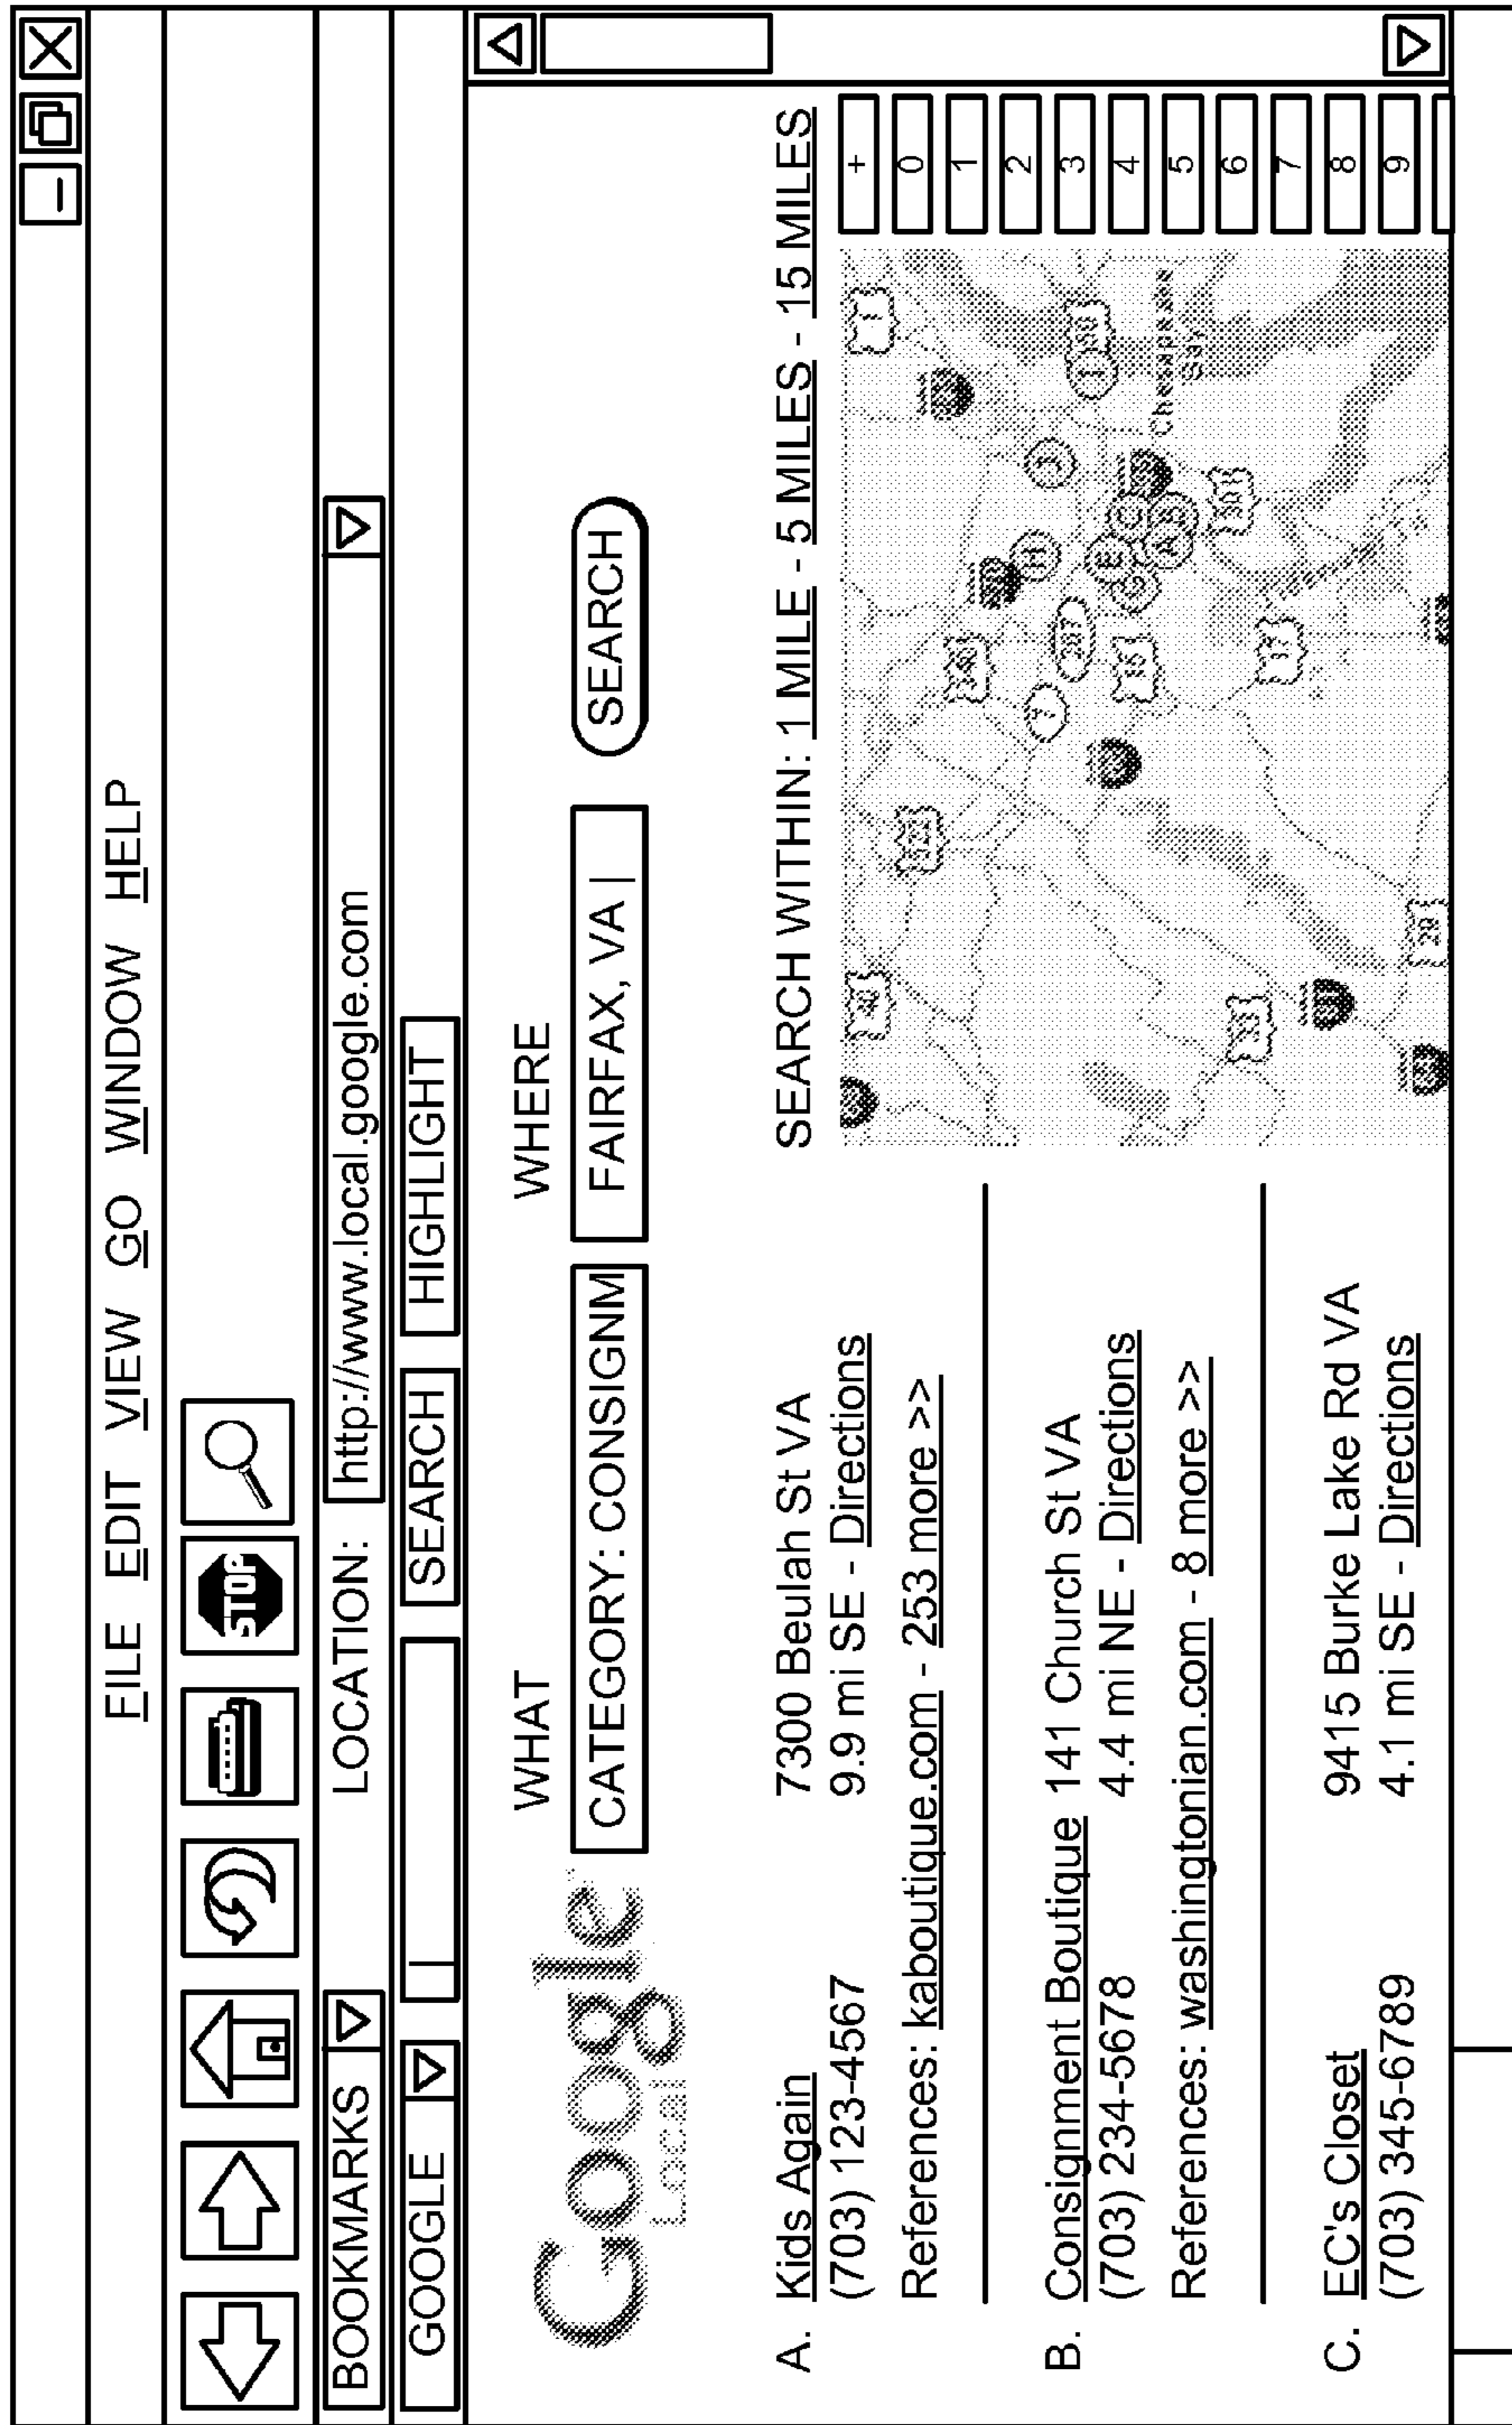 FILE EDIT VIEW GO WINDOW HELP
STOP
BOOKMARKS LOCATION: http://www.local.google.com
GOOGLE SEARCH HIGHLIGHT
WHAT WHERE
Google Local
CATEGORY: CONSIGNM FAIRFAX, VA | SEARCH
SEARCH WITHIN: 1 MILE - 5 MILES - 15 MILES
A. Kids Again 7300 Beulah St VA
(703) 123-4567 9.9 mi SE - Directions
References: kaboutique.com - 253 more >>
B. Consignment Boutique 141 Church St VA
(703) 234-5678 4.4 mi NE - Directions
References: washingtonian.com - 8 more >>
C. EC's Closet 9415 Burke Lake Rd VA
(703) 345-6789 4.1 mi SE - Directions
+
0
1
2
3
4
5
6
7
8
9
Chesapeake
Bay